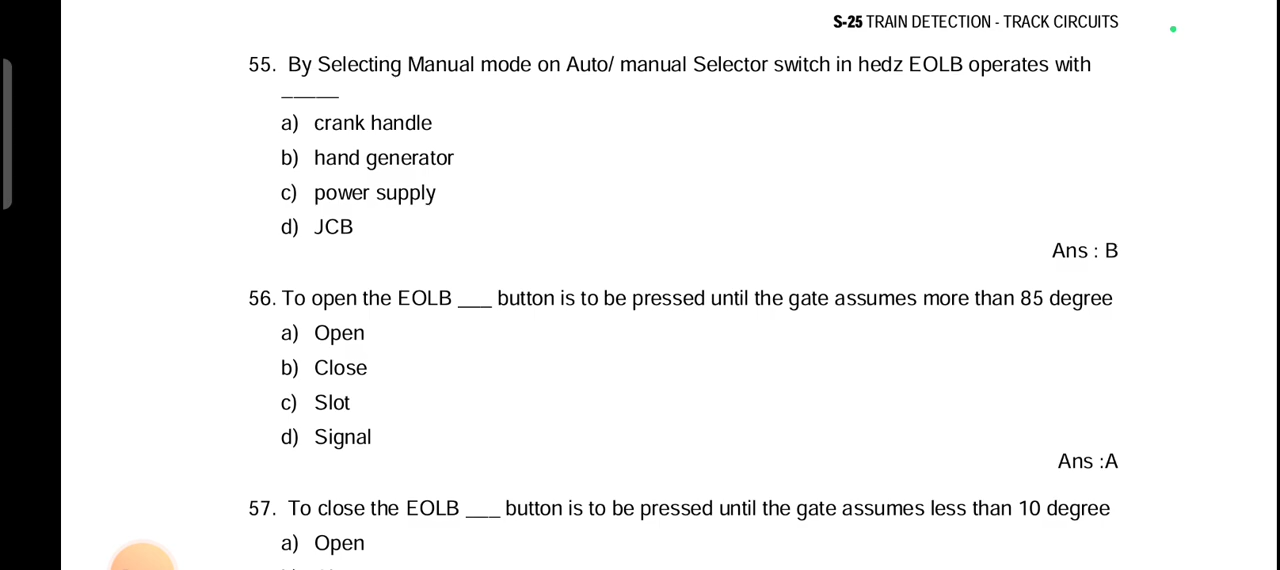 S-25 TRAIN DETECTION - TRACK CIRCUITS
55. By Selecting Manual mode on Auto/ manual Selector switch in hedz EOLB operates with
_____
a) crank handle
b) hand generator
c) power supply
d) JCB
Ans : B
56. To open the EOLB ___ button is to be pressed until the gate assumes more than 85 degree
a) Open
b) Close
c) Slot
d) Signal
Ans :A
57. To close the EOLB ___ button is to be pressed until the gate assumes less than 10 degree
a) Open